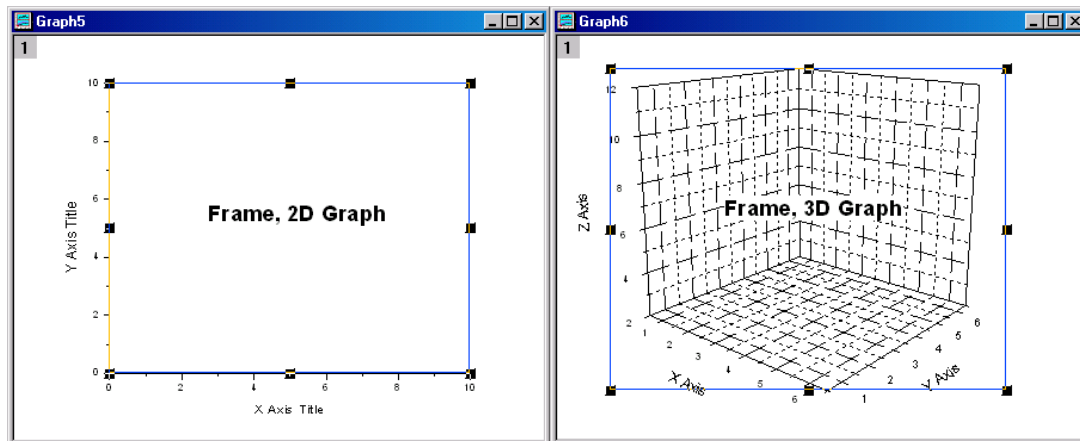 Graph5
1
10
8
6
4
2
0
Y Axis Title
Frame, 2D Graph
0 2 4 6 8 10
X Axis Title
Graph6
1
12
10
8
6
4
2
Z Axis
Frame, 3D Graph
1 2 3 4 5 6
X Axis
1 2 3 4 5 6
Y Axis